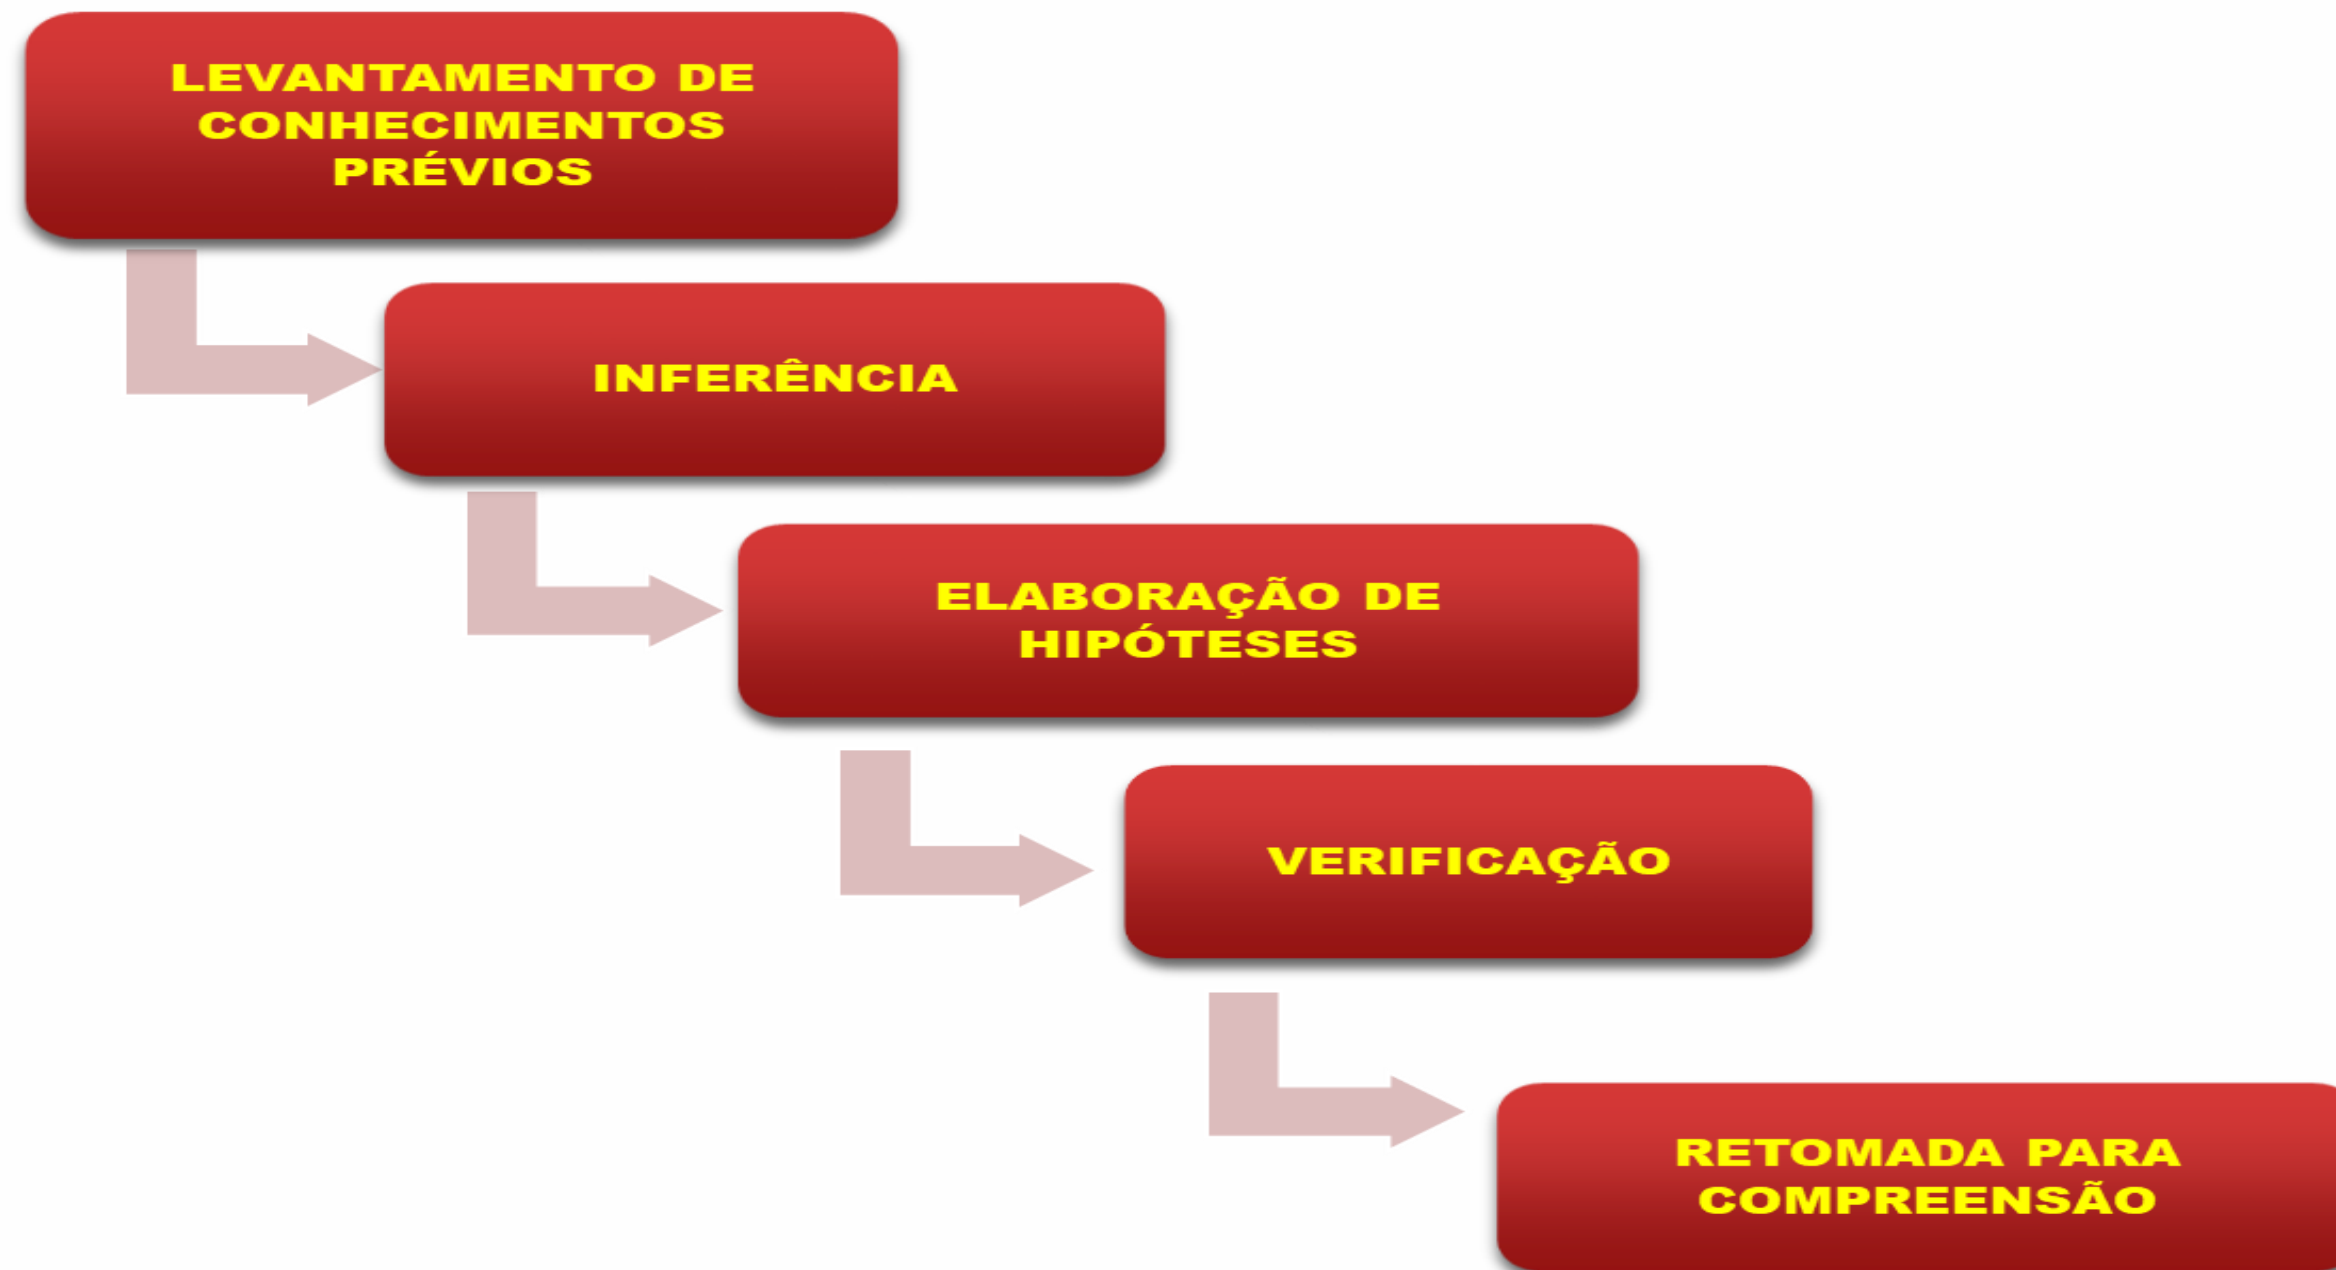 LEVANTAMENTO DE
CONHECIMENTOS
PRÉVIOS
INFERÊNCIA
ELABORAÇÃO DE
HIPÓTESES
VERIFICAÇÃO
RETOMADA PARA
COMPREENSÃO